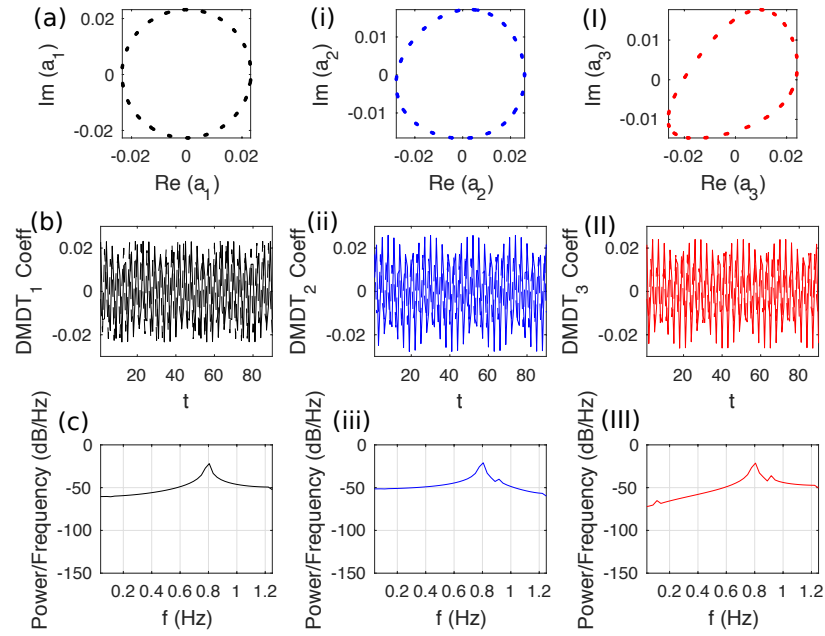 (a)
Im (a1)
0.02
0
-0.02
-0.02 0 0.02
Re (a1)
(i)
Im (a2)
0.01
0
-0.01
-0.02 0 0.02
Re (a2)
(I)
Im (a3)
0.01
0
-0.01
-0.02 0 0.02
Re (a3)
(b)
DMDT1 Coeff
0.02
0
-0.02
20 40 60 80
t
(ii)
DMDT2 Coeff
0.02
0
-0.02
20 40 60 80
t
(II)
DMDT3 Coeff
0.02
0
-0.02
20 40 60 80
t
(c)
Power/Frequency (dB/Hz)
0
-50
-100
-150
0.2 0.4 0.6 0.8 1 1.2
f (Hz)
(iii)
Power/Frequency (dB/Hz)
0
-50
-100
-150
0.2 0.4 0.6 0.8 1 1.2
f (Hz)
(III)
Power/Frequency (dB/Hz)
0
-50
-100
-150
0.2 0.4 0.6 0.8 1 1.2
f (Hz)